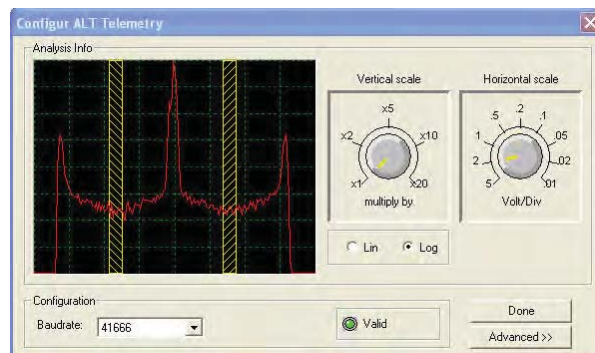 Configur ALT Telemetry
Analysis Info
Vertical scale
x1
x2
x5
x10
x20
multiply by
Lin
Log
Horizontal scale
5
2
1
.5
.2
.1
.05
.02
.01
Volt/Div
Configuration
Baudrate: 41666
Valid
Done
Advanced >>